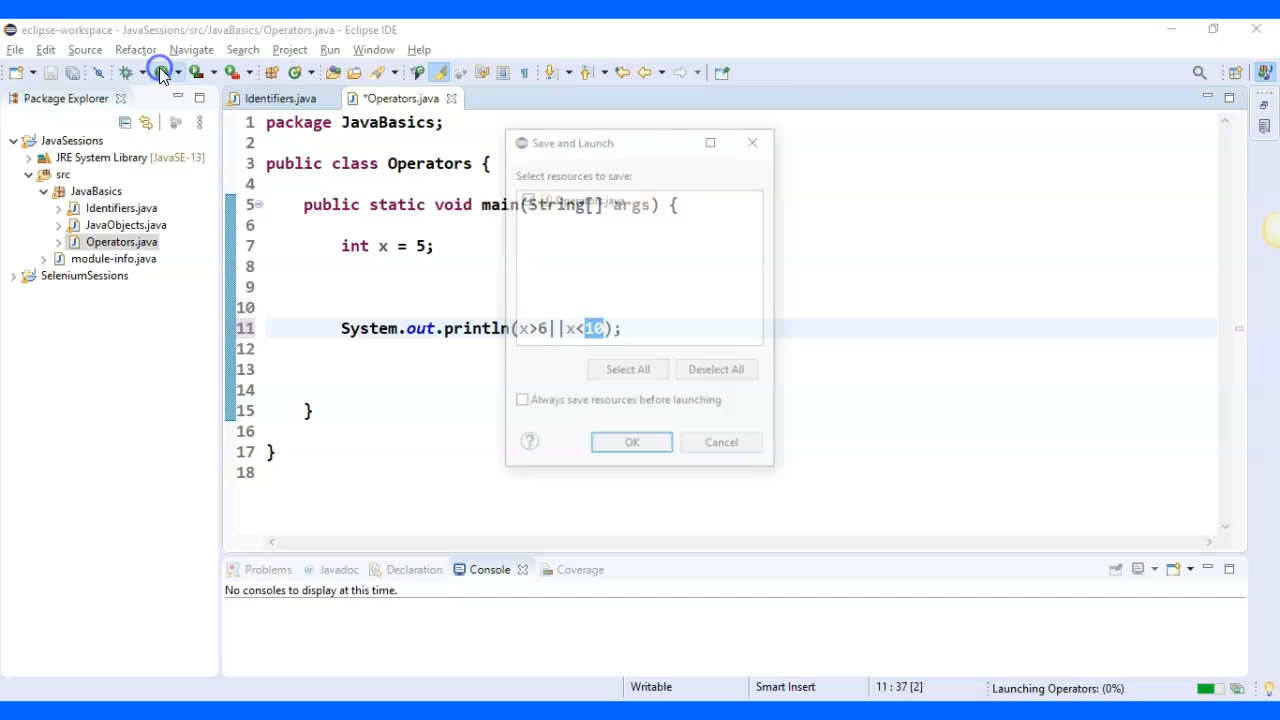 eclipse-workspace - JavaSessions/src/JavaBasics/Operators.java - Eclipse IDE
File Edit Source Refactor Navigate Search Project Run Window Help
Package Explorer
Identifiers.java
*Operators.java
JavaSessions
JRE System Library [JavaSE-13]
src
JavaBasics
Identifiers.java
JavaObjects.java
Operators.java
module-info.java
SeleniumSessions
1 package JavaBasics;
2
3 public class Operators {
4
5 public static void main(String[] args) {
6
7 int x = 5;
8
9
10
11 System.out.println(x>6||x<10);
12
13
14
15 }
16
17 }
18
Save and Launch
Select resources to save:
Operators.java
Select All Deselect All
Always save resources before launching
OK Cancel
Problems Javadoc Declaration Console Coverage
No consoles to display at this time.
Writable Smart Insert 11 : 37 [2] Launching Operators: (0%)